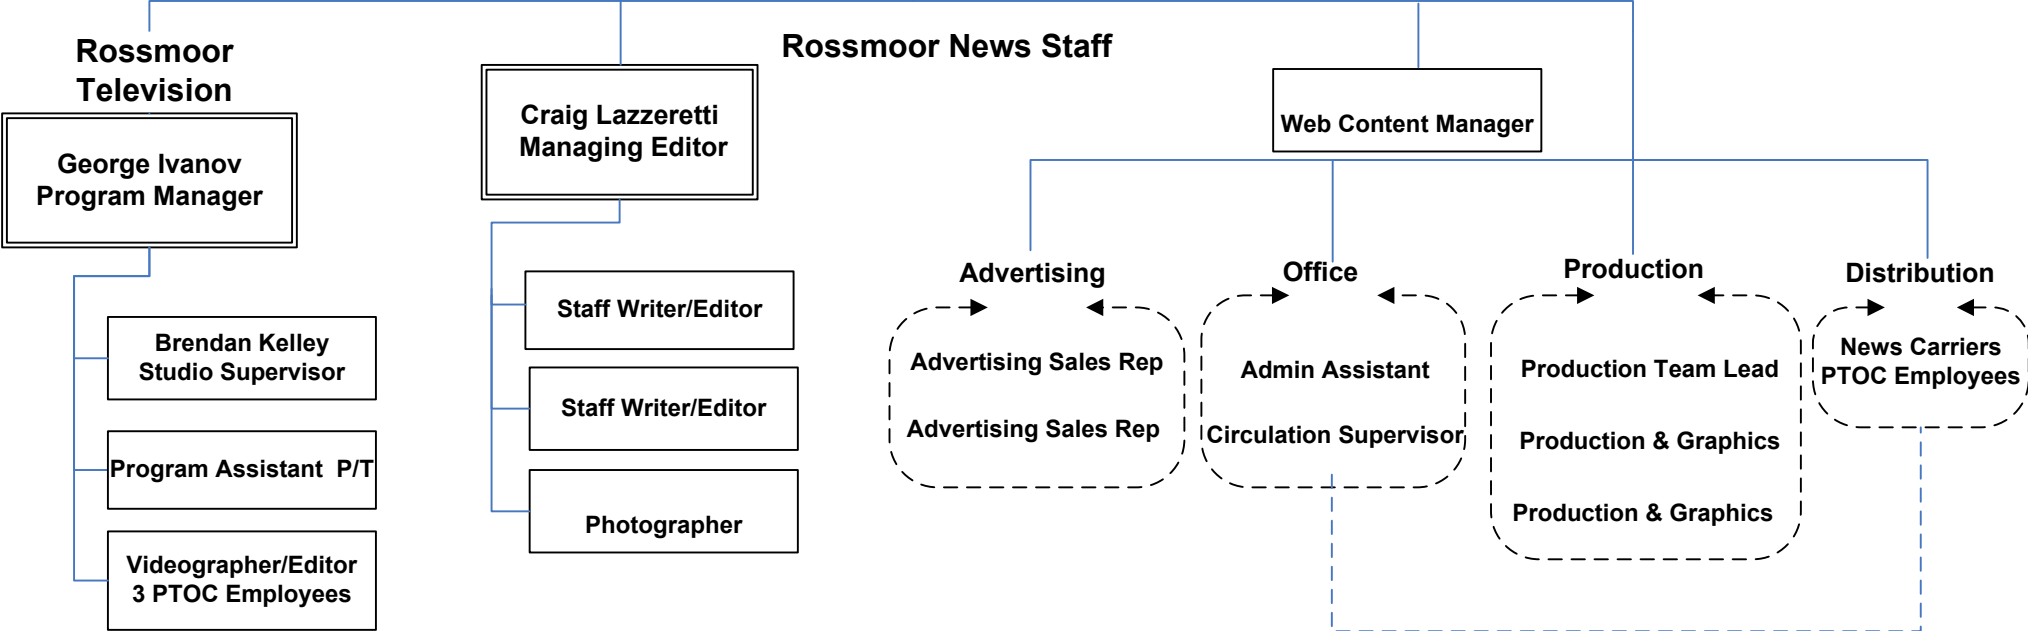 Rossmoor
Television
Rossmoor News Staff
George Ivanov
Program Manager
Craig Lazzeretti
Managing Editor
Web Content Manager
Brendan Kelley
Studio Supervisor
Program Assistant P/T
Videographer/Editor
3 PTOC Employees
Staff Writer/Editor
Staff Writer/Editor
Photographer
Advertising
Advertising Sales Rep
Advertising Sales Rep
Office
Admin Assistant
Circulation Supervisor
Production
Production Team Lead
Production & Graphics
Production & Graphics
Distribution
News Carriers
PTOC Employees